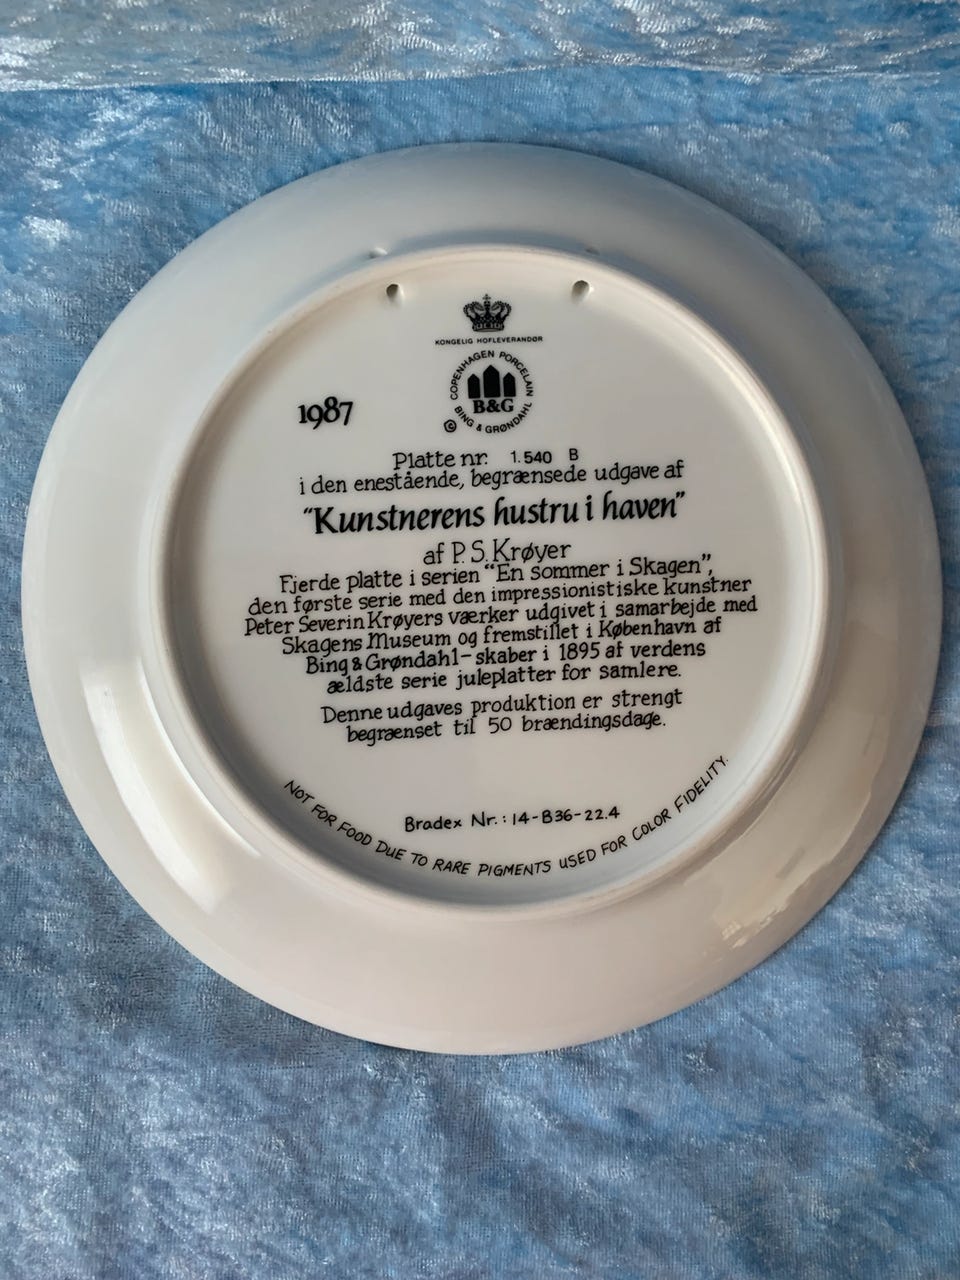 KONGELIG HOFLEVERANDØR
COPENHAGEN PORCELAIN
B&G
© BING & GRØNDAHL
1987
Platte nr. 1.540 B
i den enestående, begrænsede udgave af
"Kunstnerens hustru i haven"
af P. S. Krøyer
Fjerde platte i serien "En sommer i Skagen",
den første serie med den impressionistiske kunstner
Peter Severin Krøyers værker udgivet i samarbejde med
Skagens Museum og fremstillet i København af
Bing & Grøndahl – skaber i 1895 af verdens
ældste serie juleplatter for samlere.
Denne udgaves produktion er strengt
begrænset til 50 brændingsdage.
Bradex Nr.: 14-B36-22.4
NOT FOR FOOD DUE TO RARE PIGMENTS USED FOR COLOR FIDELITY.